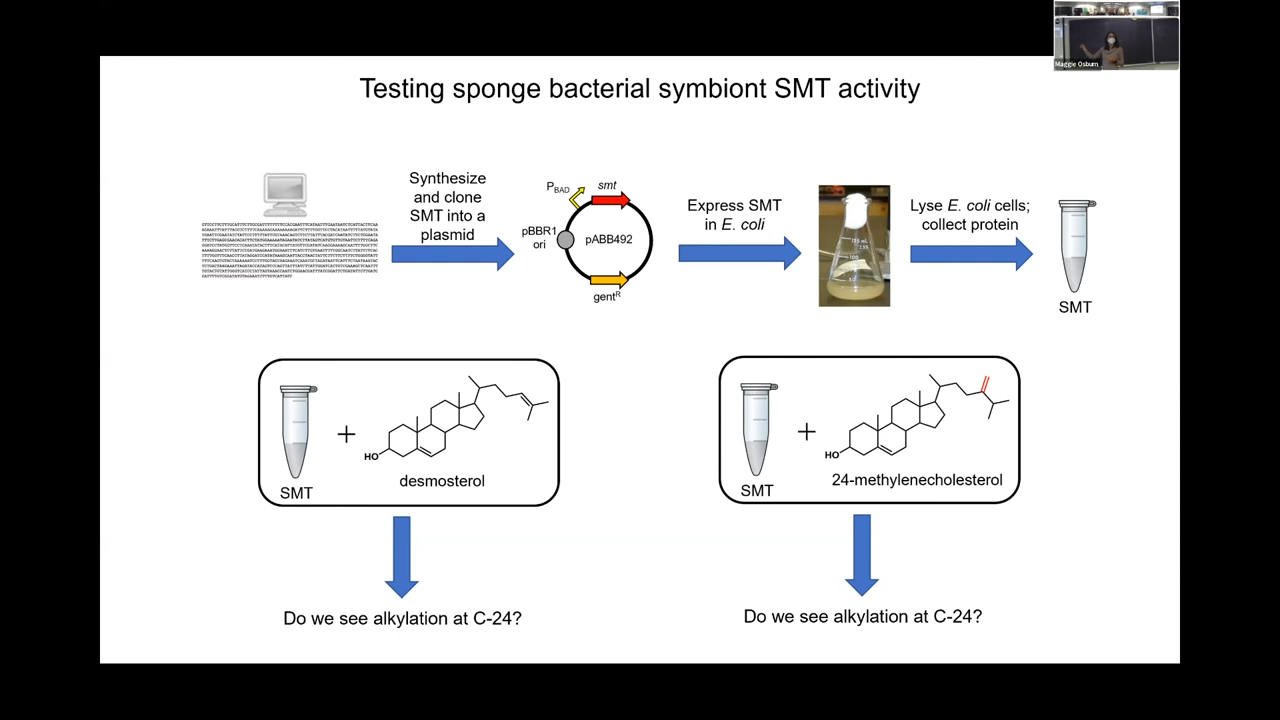 Maggie Osburn
Testing sponge bacterial symbiont SMT activity
Synthesize
and clone
SMT into a
plasmid
PBAD
smt
pBBR1
ori
pABB492
gentR
Express SMT
in E. coli
Lyse E. coli cells;
collect protein
SMT
SMT
+
HO
desmosterol
SMT
+
HO
24-methylenecholesterol
Do we see alkylation at C-24?
Do we see alkylation at C-24?